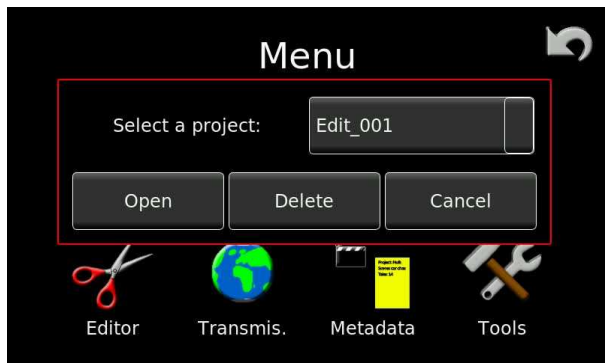 Menu
Select a project: Edit_001
Open Delete Cancel
Editor Transmis. Metadata Tools